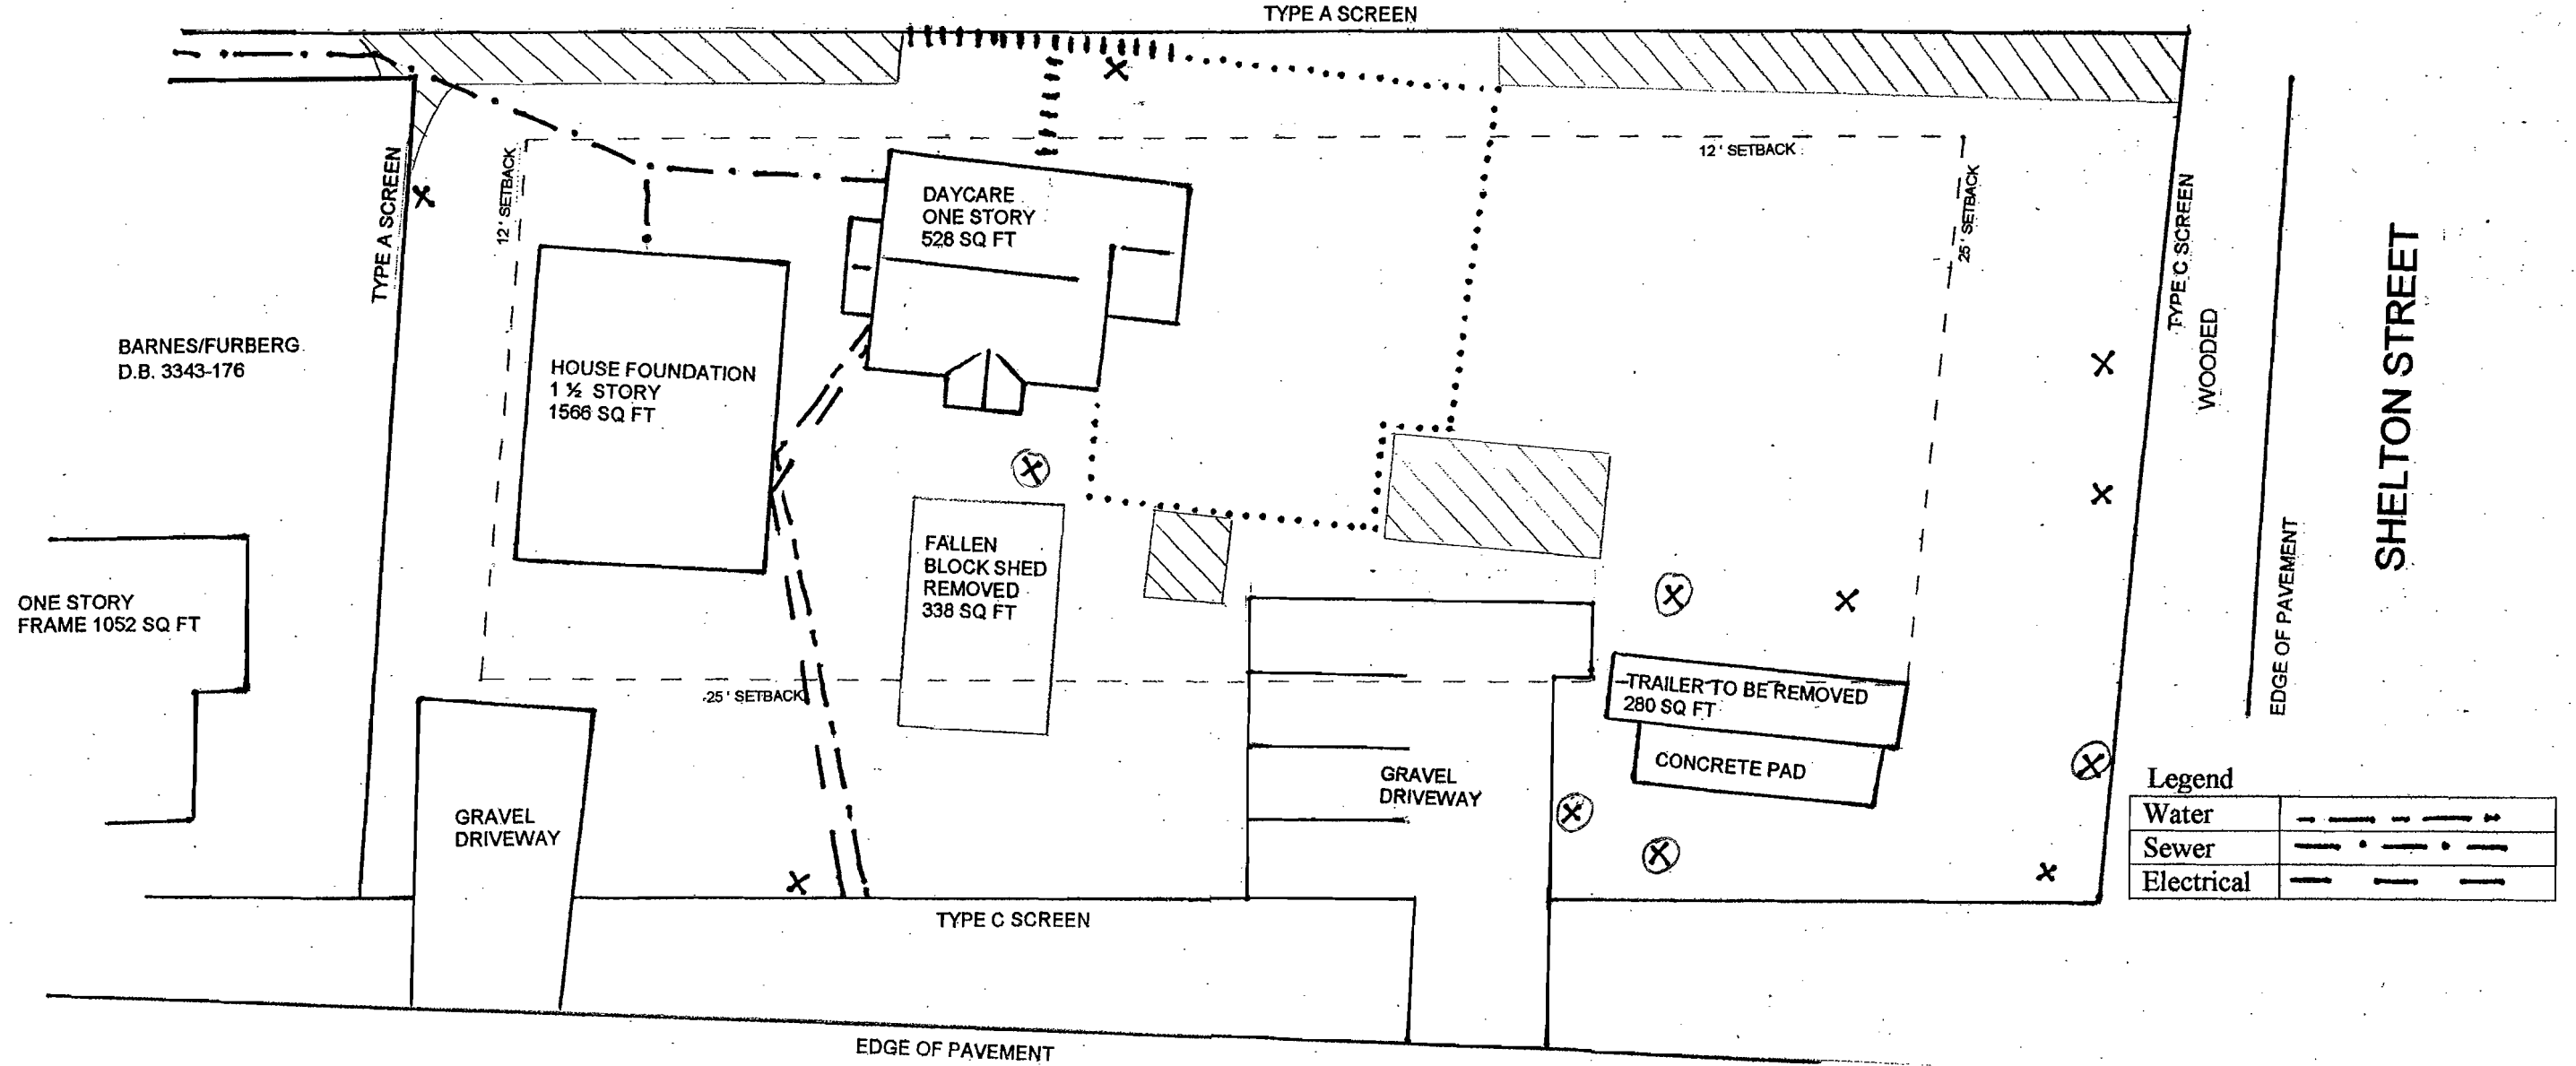 TYPE A SCREEN
12' SETBACK
12' SETBACK
25' SETBACK
TYPE A SCREEN
TYPE C SCREEN
WOODED
SHELTON STREET
DAYCARE
ONE STORY
528 SQ FT
BARNES/FURBERG
D.B. 3343-176
HOUSE FOUNDATION
1 ½ STORY
1566 SQ FT
FALLEN
BLOCK SHED
REMOVED
338 SQ FT
ONE STORY
FRAME 1052 SQ FT
EDGE OF PAVEMENT
25' SETBACK
TRAILER TO BE REMOVED
280 SQ FT
CONCRETE PAD
GRAVEL
DRIVEWAY
GRAVEL
DRIVEWAY
Legend
Water
Sewer
Electrical
TYPE C SCREEN
EDGE OF PAVEMENT